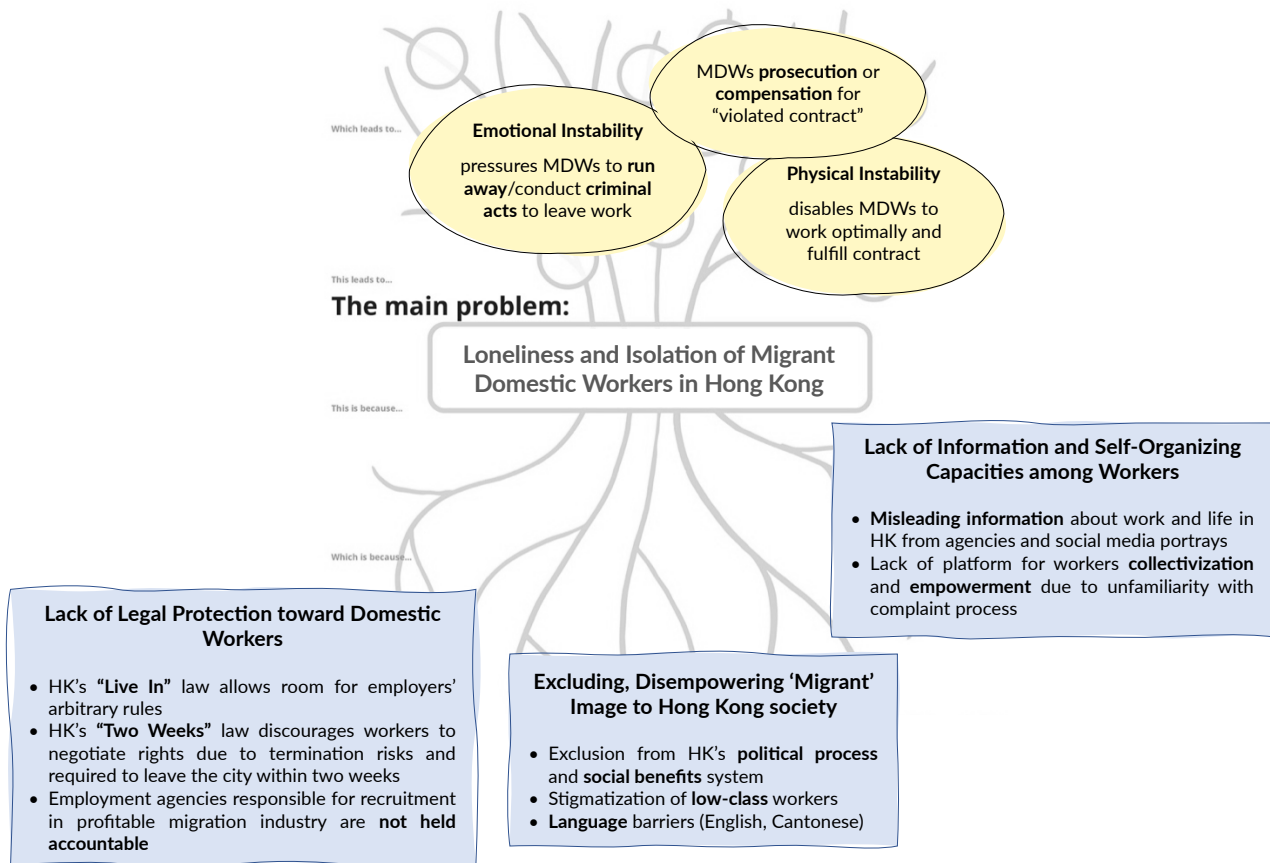 MDWs prosecution or
compensation for
“violated contract”
Which leads to...
Emotional Instability
pressures MDWs to run
away/conduct criminal
acts to leave work
Physical Instability
disables MDWs to
work optimally and
fulfill contract
This leads to...
The main problem:
Loneliness and Isolation of Migrant
Domestic Workers in Hong Kong
This is because...
Lack of Information and Self-Organizing
Capacities among Workers
• Misleading information about work and life in
HK from agencies and social media portrays
• Lack of platform for workers collectivization
and empowerment due to unfamiliarity with
complaint process
Which is because...
Lack of Legal Protection toward Domestic
Workers
• HK’s “Live In” law allows room for employers’
arbitrary rules
• HK’s “Two Weeks” law discourages workers to
negotiate rights due to termination risks and
required to leave the city within two weeks
• Employment agencies responsible for recruitment
in profitable migration industry are not held
accountable
Excluding, Disempowering ‘Migrant’
Image to Hong Kong society
• Exclusion from HK’s political process
and social benefits system
• Stigmatization of low-class workers
• Language barriers (English, Cantonese)